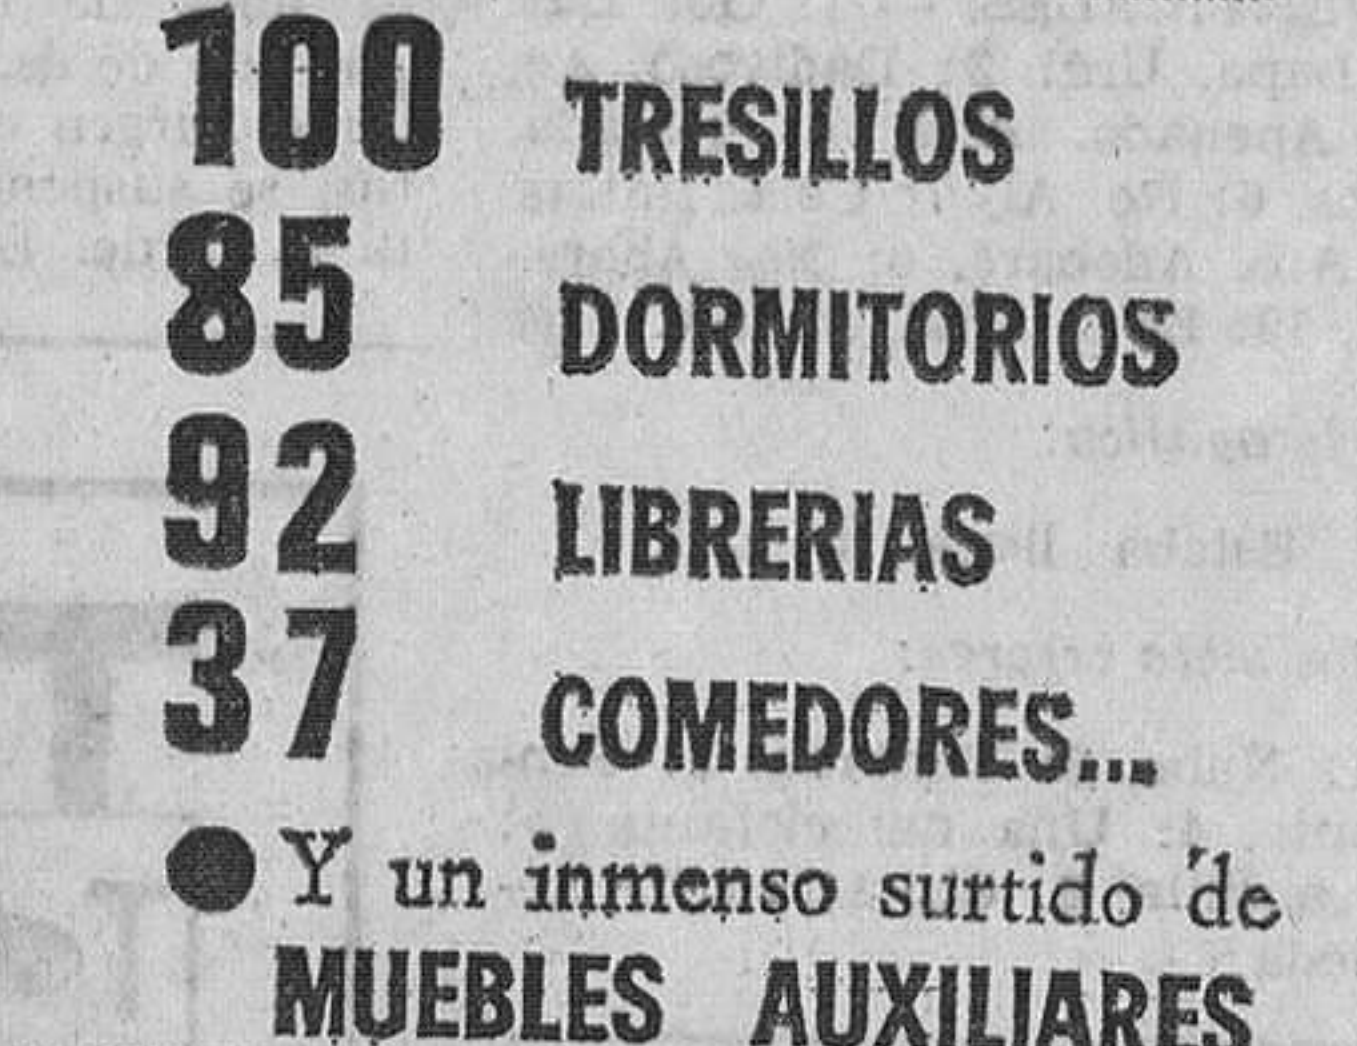 100 TRESILLOS
85 DORMITORIOS
92 LIBRERIAS
37 COMEDORES...
● Y un inmenso surtido de
MUEBLES AUXILIARES